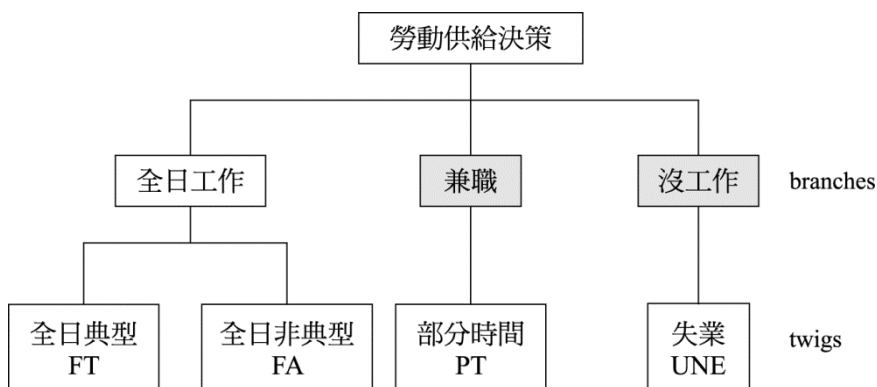 勞動供給決策
全日工作
兼職
沒工作
branches
全日典型
FT
全日非典型
FA
部分時間
PT
失業
UNE
twigs